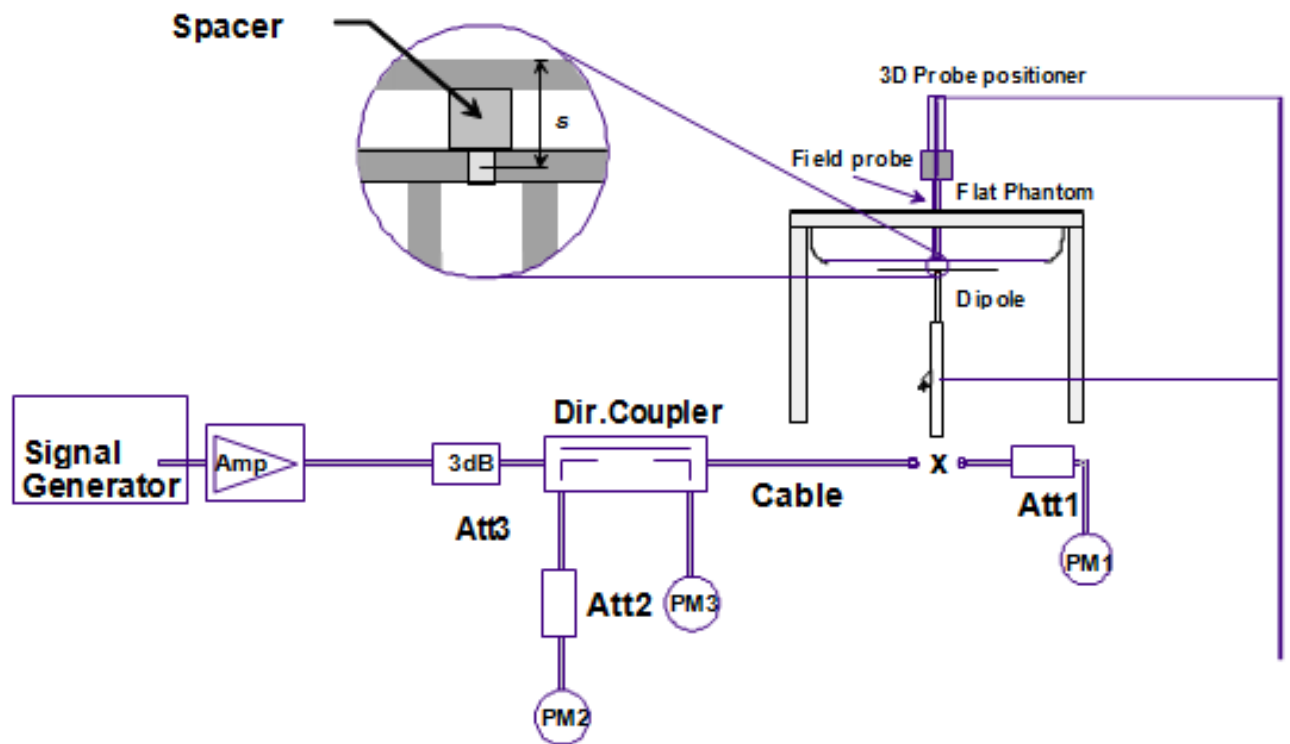 Spacer
s
3D Probe positioner
Field probe
Flat Phantom
Dipole
Dir.Coupler
Signal
Generator
Amp
3dB
X
Cable
Att1
Att3
PM1
Att2
PM3
PM2